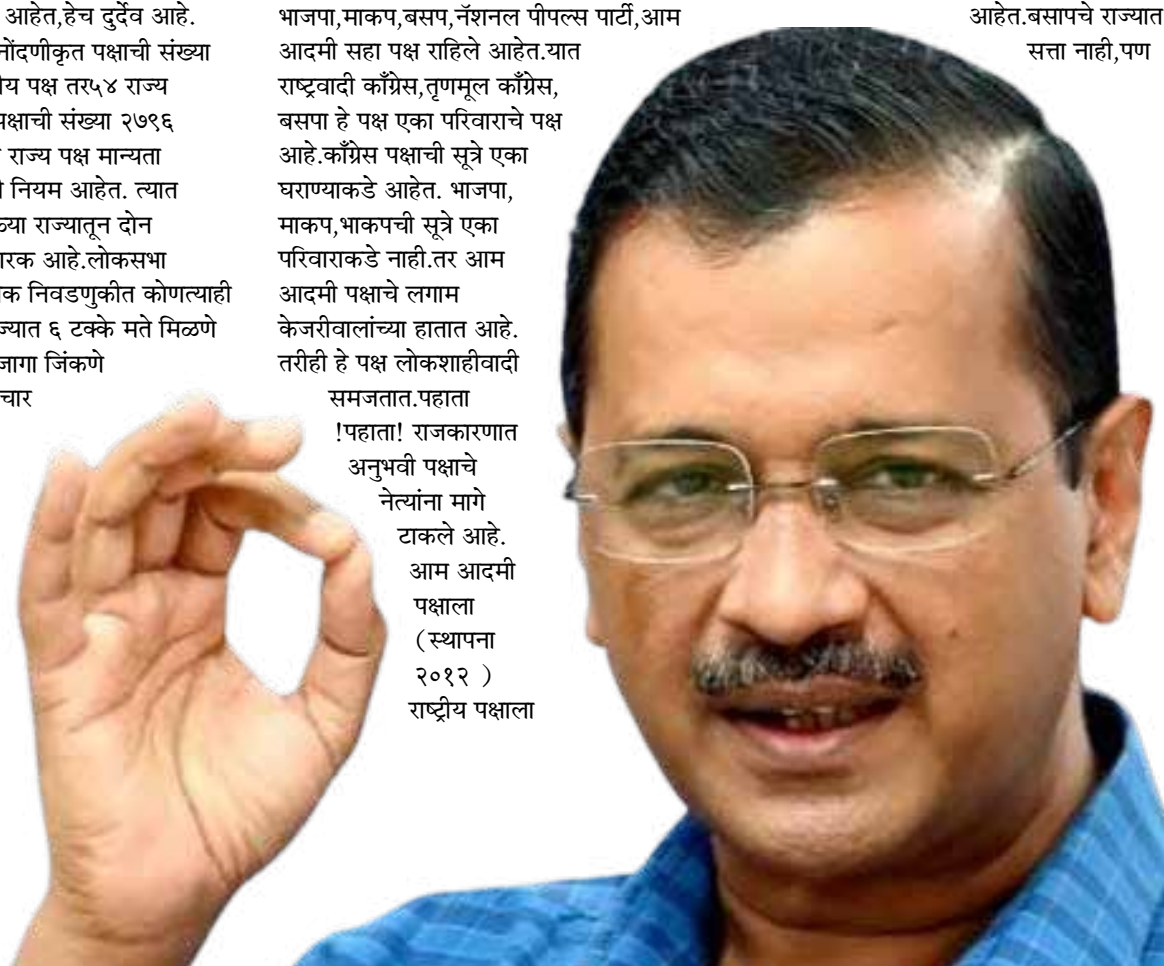 आहेत,हेच दुर्देव आहे.
नोंदणीकृत पक्षाची संख्या
पक्ष तर५४ राज्य
पक्षाची संख्या २७९६
राज्य पक्ष मान्यता
नियम आहेत. त्यात
राज्यातून दोन
आहे.लोकसभा
निवडणुकीत कोणत्याही
६ टक्के मते मिळणे
जागा जिंकणे
चार
भाजपा,माकप,बसप,नॅशनल पीपल्स पार्टी,आम
आदमी सहा पक्ष राहिले आहेत.यात
राष्ट्रवादी काँग्रेस,तृणमूल काँग्रेस,
बसपा हे पक्ष एका परिवाराचे पक्ष
आहे.काँग्रेस पक्षाची सूत्रे एका
घराण्याकडे आहेत. भाजपा,
माकप,भाकपची सूत्रे एका
परिवाराकडे नाही.तर आम
आदमी पक्षाचे लगाम
केजरीवालांच्या हातात आहे.
तरीही हे पक्ष लोकशाहीवादी
समजतात.पहाता
!पहाता! राजकारणात
अनुभवी पक्षाचे
नेत्यांना मागे
टाकले आहे.
आम आदमी
पक्षाला
(स्थापना
२०१२ )
राष्ट्रीय पक्षाला
आहेत.बसापचे राज्यात
सत्ता नाही,पण